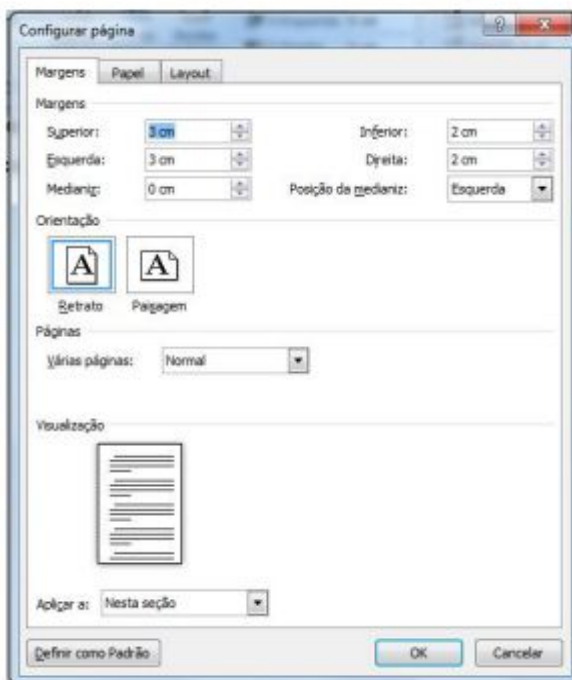 Configurar página
Margens Papel Layout
Margens
Superior: 3 cm Inferior: 2 cm
Esquerda: 3 cm Direita: 2 cm
Medianiz: 0 cm Posição da medianiz: Esquerda
Orientação
A A
Retrato Paisagem
Páginas
Várias páginas: Normal
Visualização
Aplicar a: Nesta seção
Definir como Padrão OK Cancelar